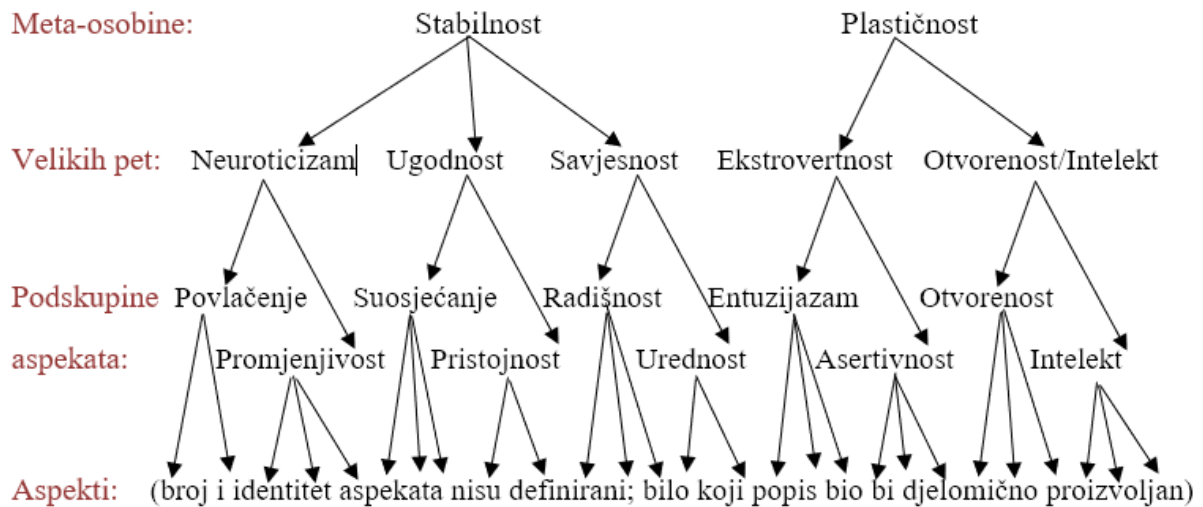 Meta-osobine: Stabilnost Plastičnost
Velikih pet: Neuroticizam Ugodnost Savjesnost Ekstrovertnost Otvorenost/Intelekt
Podskupine Povlačenje Suosjećanje Radišnost Entuzijazam Otvorenost
aspekata: Promjenjivost Pristojnost Urednost Asertivnost Intelekt
Aspekti: (broj i identitet aspekata nisu definirani; bilo koji popis bio bi djelomično proizvoljan)